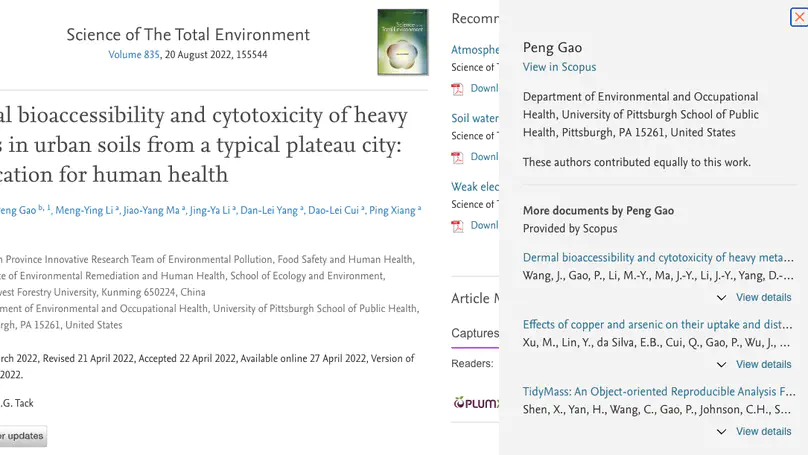 Science of The Total Environment
Volume 835, 20 August 2022, 155544
al bioaccessibility and cytotoxicity of heavy
s in urban soils from a typical plateau city:
cation for human health
eng Gao b, 1, Meng-Ying Li a, Jiao-Yang Ma a, Jing-Ya Li a, Dan-Lei Yang a, Dao-Lei Cui a, Ping Xiang a
n Province Innovative Research Team of Environmental Pollution, Food Safety and Human Health,
te of Environmental Remediation and Human Health, School of Ecology and Environment,
west Forestry University, Kunming 650224, China
tment of Environmental and Occupational Health, University of Pittsburgh School of Public Health,
urgh, PA 15261, United States
arch 2022, Revised 21 April 2022, Accepted 22 April 2022, Available online 27 April 2022, Version of
2022.
.G. Tack
or updates
Recomm
Atmosphe
Science of T
Downl
Soil water
Science of T
Downl
Weak elec
Science of T
Downl
Article M
Captures
Readers:
PLUMX
Peng Gao
View in Scopus
Department of Environmental and Occupational
Health, University of Pittsburgh School of Public
Health, Pittsburgh, PA 15261, United States
These authors contributed equally to this work.
More documents by Peng Gao
Provided by Scopus
Dermal bioaccessibility and cytotoxicity of heavy meta…
Wang, J., Gao, P., Li, M.-Y., Ma, J.-Y., Li, J.-Y., Yang, D.-…
View details
Effects of copper and arsenic on their uptake and dist…
Xu, M., Lin, Y., da Silva, E.B., Cui, Q., Gao, P., Wu, J., …
View details
TidyMass: An Object-oriented Reproducible Analysis F…
Shen, X., Yan, H., Wang, C., Gao, P., Johnson, C.H., S…
View details